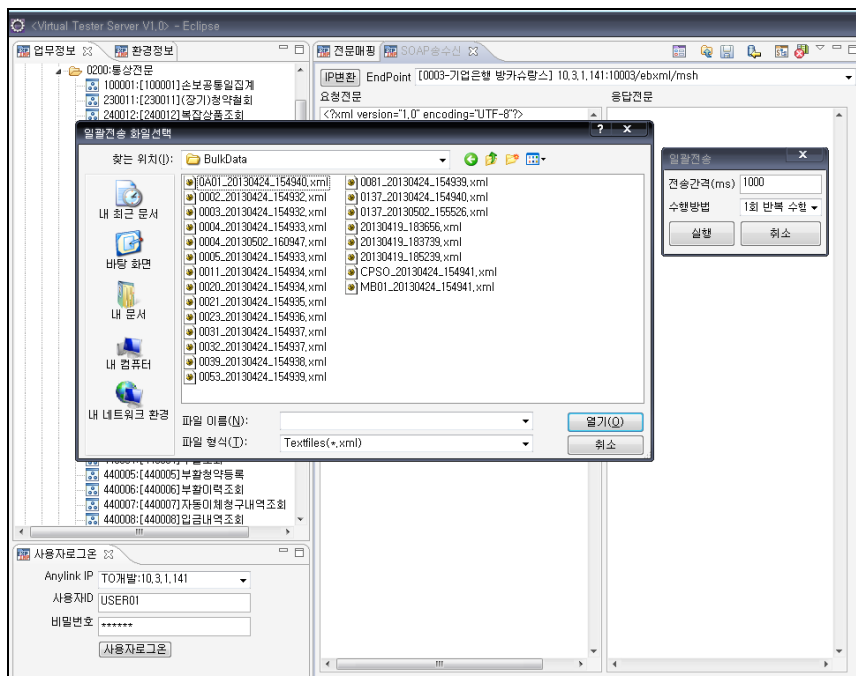 <Virtual Tester Server V1.0> - Eclipse
업무정보
환경정보
0200:통상전문
100001:[100001]손보공통일집계
230011:[230011](장기)청약철회
240012:[240012]복잡상품조회
440005:[440005]부활청약등록
440006:[440006]부활이력조회
440007:[440007]자동이체청구내역조회
440008:[440008]입금내역조회
전문매핑
SOAP송수신
IP변환 EndPoint [0003-기업은행 방카슈랑스] 10.3.1.141:10003/ebxml/msh
요청전문
응답전문
<?xml version="1.0" encoding="UTF-8"?>
일괄전송 화일선택
찾는 위치(I): BulkData
내 최근 문서
바탕 화면
내 문서
내 컴퓨터
내 네트워크 환경
0A01_20130424_154940.xml
0002_20130424_154932.xml
0003_20130424_154932.xml
0004_20130424_154933.xml
0004_20130502_160947.xml
0005_20130424_154933.xml
0011_20130424_154934.xml
0020_20130424_154934.xml
0021_20130424_154935.xml
0023_20130424_154936.xml
0031_20130424_154937.xml
0032_20130424_154937.xml
0039_20130424_154938.xml
0053_20130424_154939.xml
0081_20130424_154939.xml
0137_20130424_154940.xml
0137_20130502_155526.xml
20130419_183656.xml
20130419_183739.xml
20130419_185239.xml
CPSO_20130424_154941.xml
MB01_20130424_154941.xml
파일 이름(N):
열기(O)
파일 형식(T): Textfiles(*.xml)
취소
일괄전송
전송간격(ms) 1000
수행방법 1회 반복 수행
실행 취소
사용자로그온
Anylink IP TO개발:10.3.1.141
사용자ID USER01
비밀번호 ******
사용자로그온